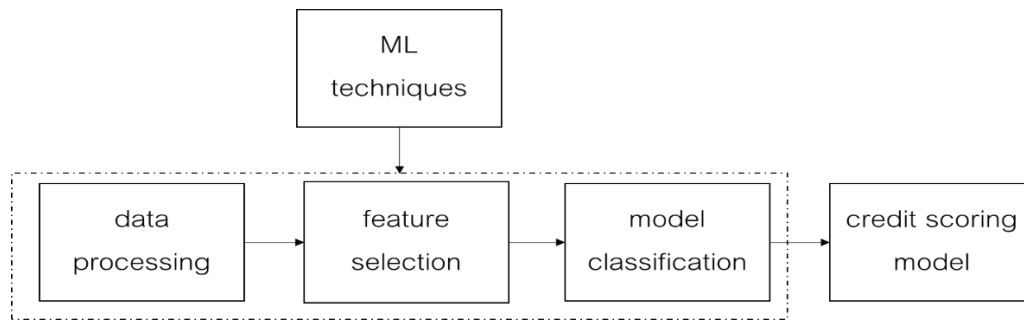 ML
techniques
data
processing
feature
selection
model
classification
credit scoring
model